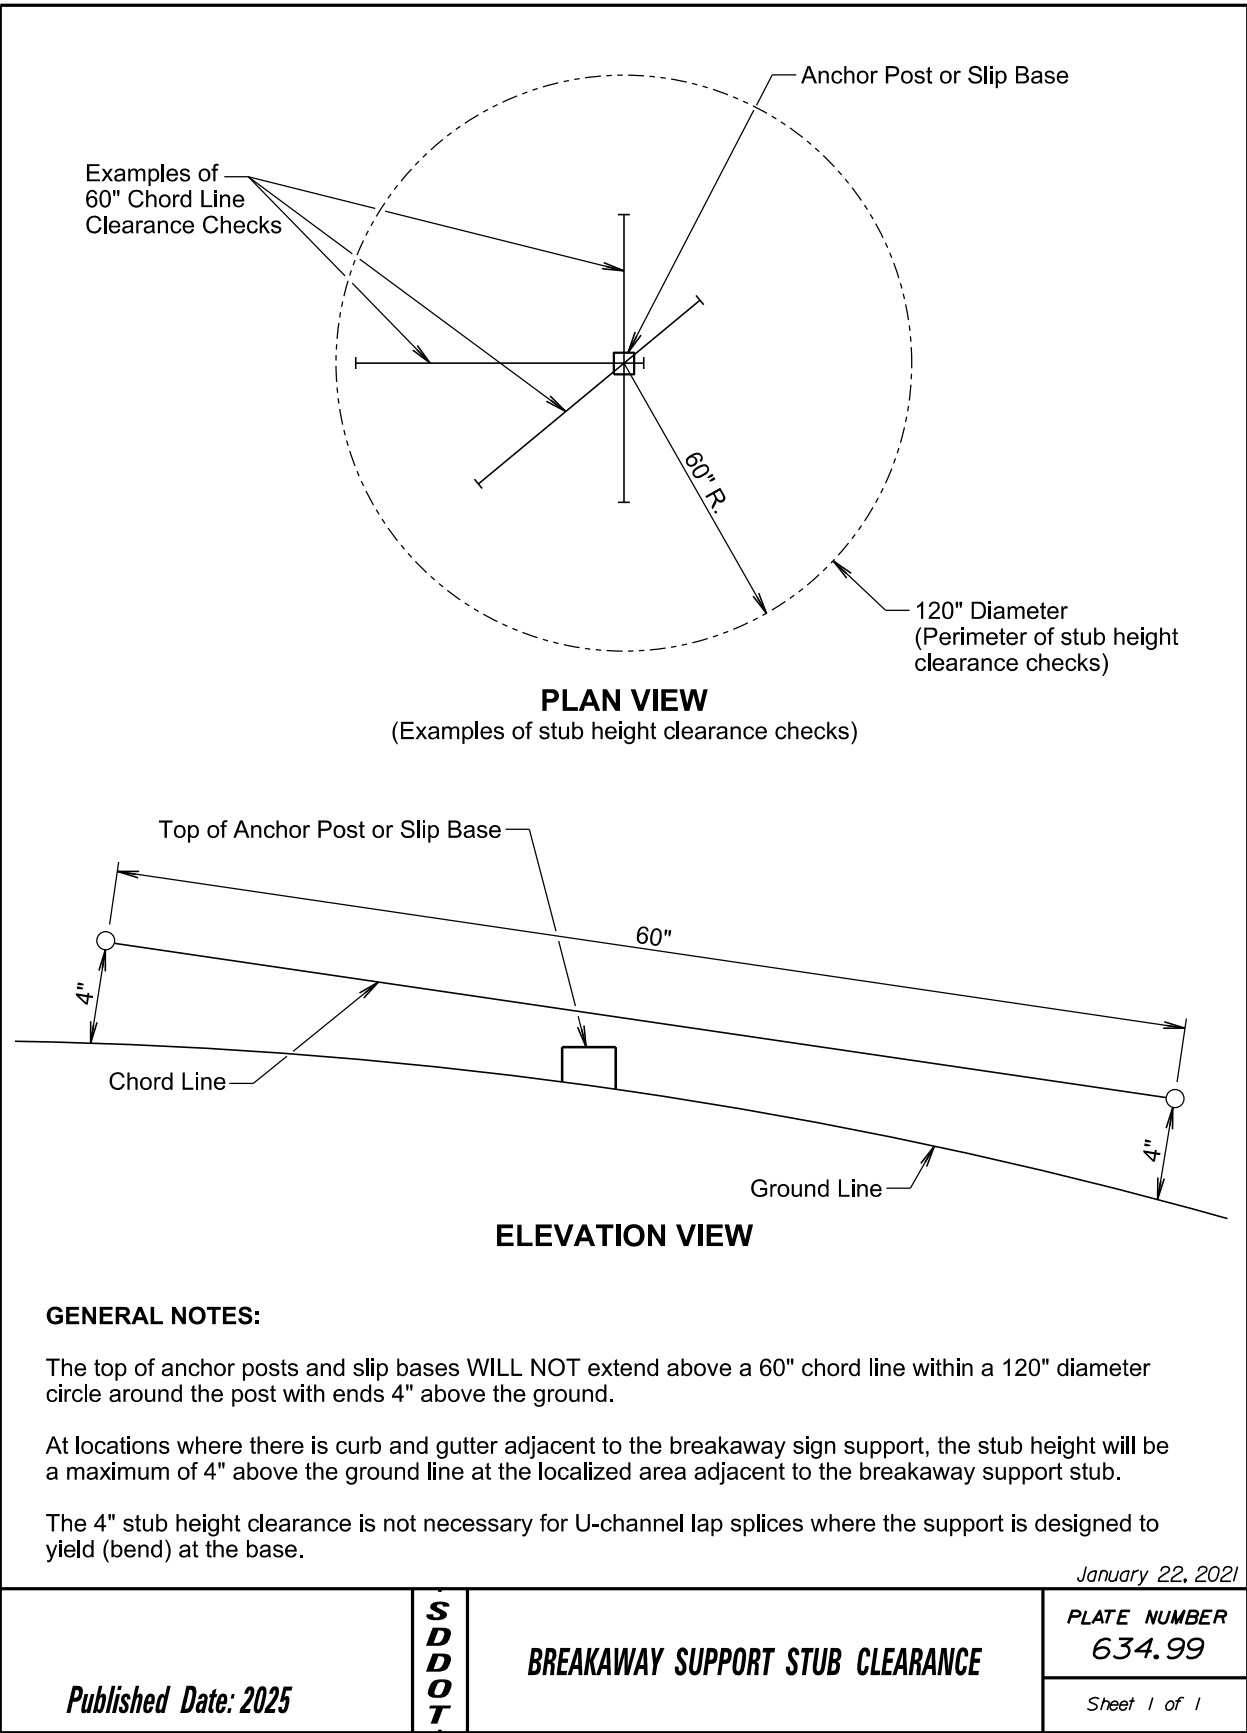 Anchor Post or Slip Base
Examples of
60" Chord Line
Clearance Checks
60" R.
120" Diameter
(Perimeter of stub height
clearance checks)
PLAN VIEW
(Examples of stub height clearance checks)
Top of Anchor Post or Slip Base
60"
4"
Chord Line
4"
Ground Line
ELEVATION VIEW
GENERAL NOTES:
The top of anchor posts and slip bases WILL NOT extend above a 60" chord line within a 120" diameter
circle around the post with ends 4" above the ground.
At locations where there is curb and gutter adjacent to the breakaway sign support, the stub height will be
a maximum of 4" above the ground line at the localized area adjacent to the breakaway support stub.
The 4" stub height clearance is not necessary for U-channel lap splices where the support is designed to
yield (bend) at the base.
January 22, 2021
Published Date: 2025
S
D
D
O
T
BREAKAWAY SUPPORT STUB CLEARANCE
PLATE NUMBER
634.99
Sheet 1 of 1